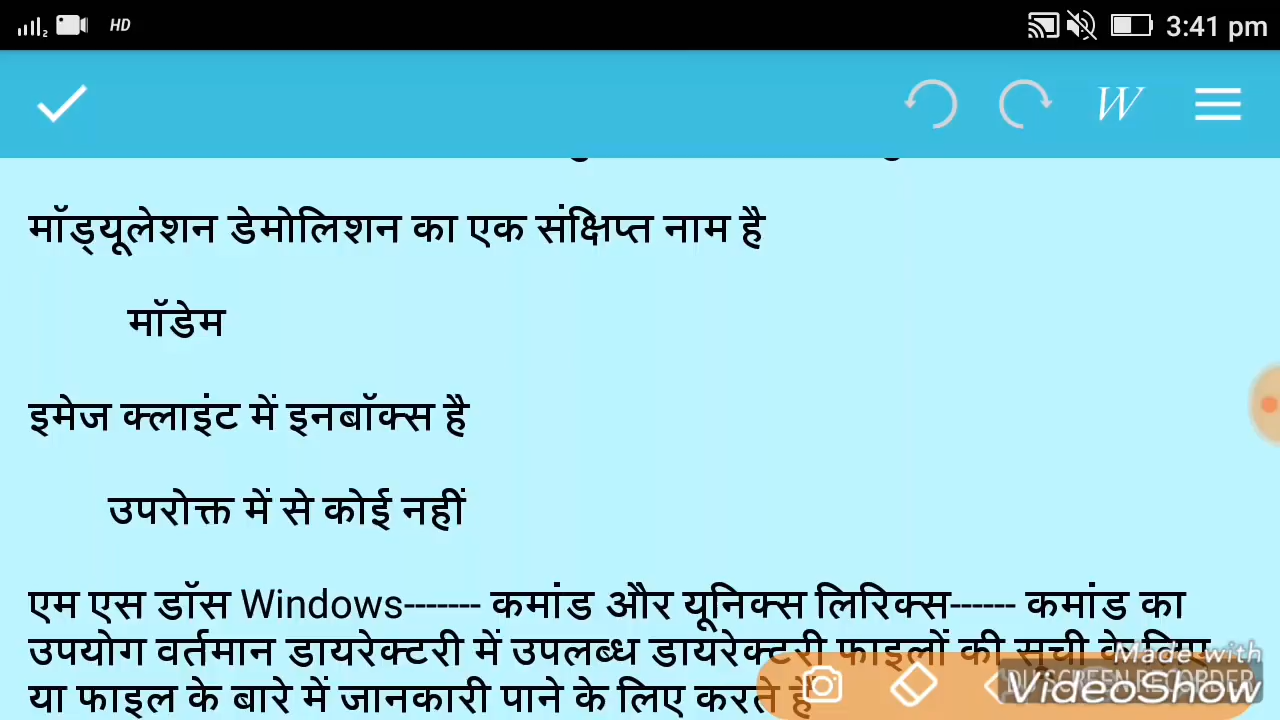 HD 3:41 pm
W
मॉड्यूलेशन डेमोलिशन का एक संक्षिप्त नाम है
मॉडेम
इमेज क्लाइंट में इनबॉक्स है
उपरोक्त में से कोई नहीं
एम एस डॉस Windows------- कमांड और यूनिक्स लिरिक्स------ कमांड का
उपयोग वर्तमान डायरेक्टरी में उपलब्ध डायरेक्टरी फाइलों की सूची के लिए
या फाइल के बारे में जानकारी पाने के लिए करते हैं
Made with
VideoShow